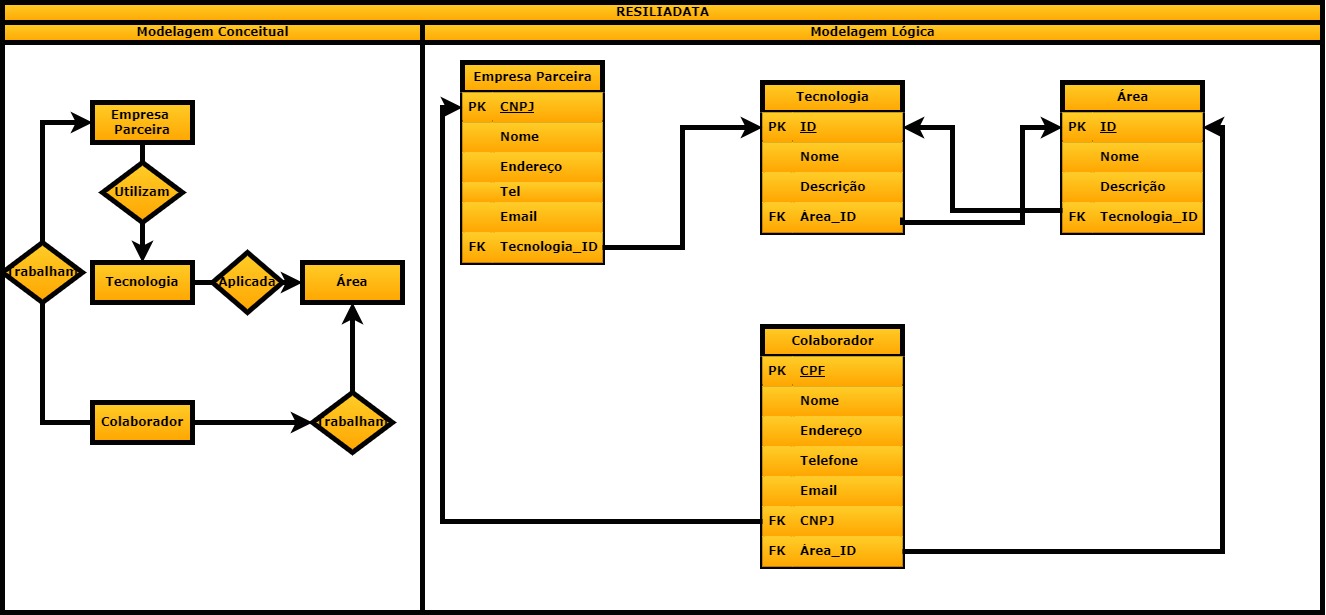 RESILIADATA
Modelagem Conceitual
Empresa
Parceira
Utilizam
Trabalham
Tecnologia
Aplicada
Área
Colaborador
Trabalham
Modelagem Lógica
Empresa Parceira
PK CNPJ
Nome
Endereço
Tel
Email
FK Tecnologia_ID
Tecnologia
PK ID
Nome
Descrição
FK Área_ID
Área
PK ID
Nome
Descrição
FK Tecnologia_ID
Colaborador
PK CPF
Nome
Endereço
Telefone
Email
FK CNPJ
FK Área_ID